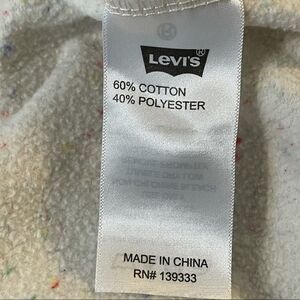 LEVI'S
®
60% COTTON
40% POLYESTER
MADE IN CHINA
RN# 139333